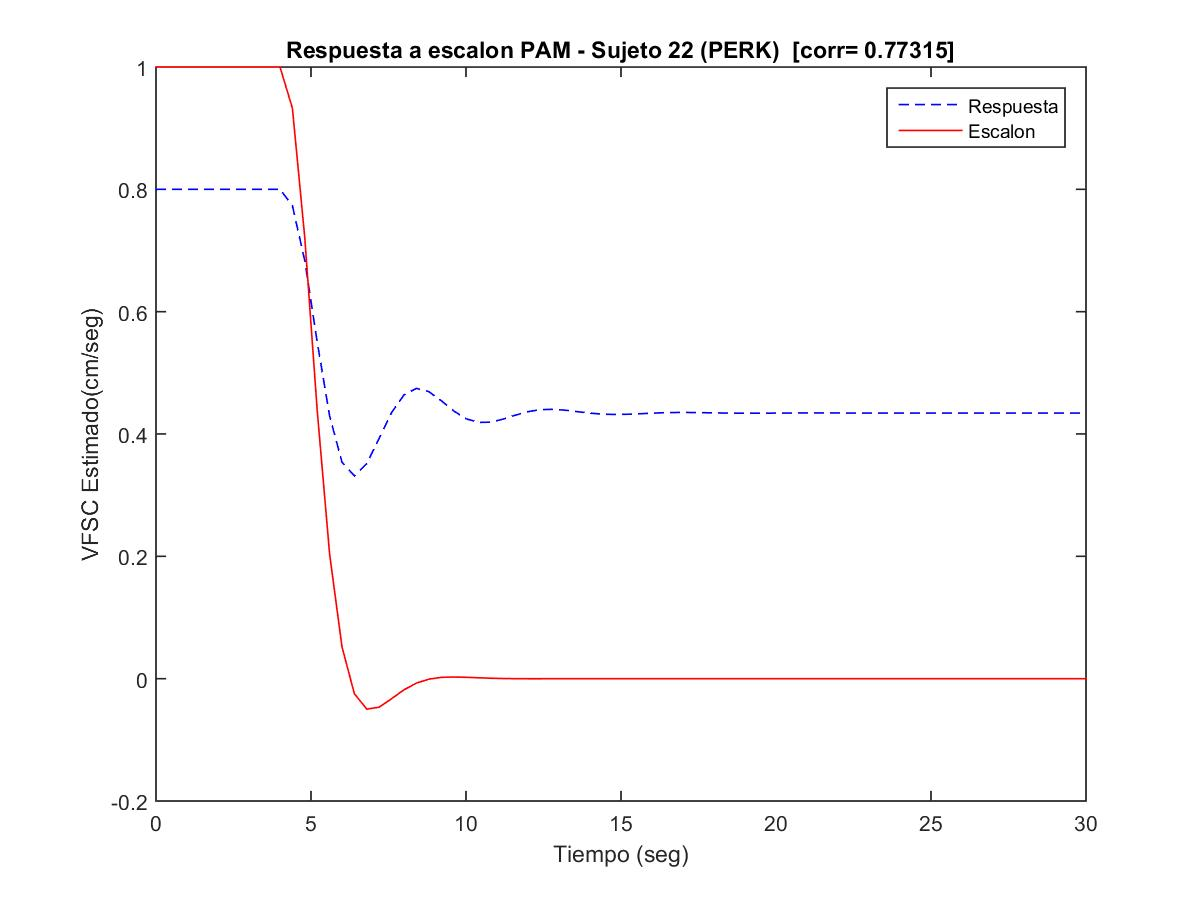 Respuesta a escalon PAM - Sujeto 22 (PERK)  [corr= 0.77315]
Respuesta
Escalon
1
0.8
0.6
0.4
0.2
0
-0.2
VFSC Estimado(cm/seg)
0 5 10 15 20 25 30
Tiempo (seg)